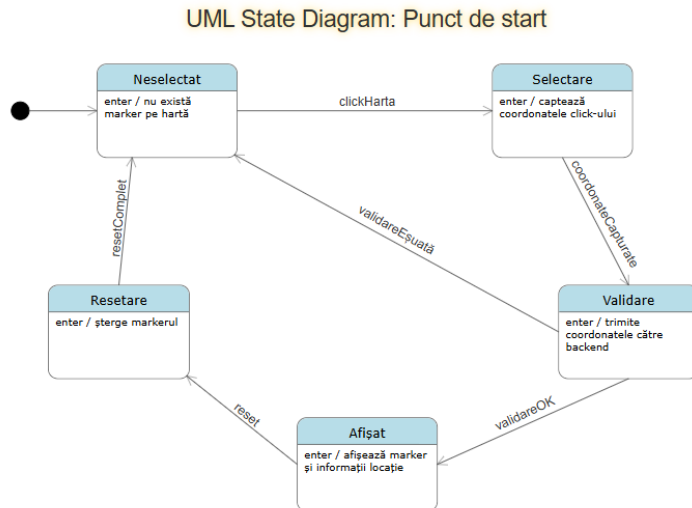 UML State Diagram: Punct de start
Neselectat
enter / nu există
marker pe hartă
clickHarta
Selectare
enter / captează
coordonatele click-ului
coordonateCapturate
validareEșuată
resetComplet
Resetare
enter / șterge markerul
Validare
enter / trimite
coordonatele către
backend
validareOK
reset
Afișat
enter / afișează marker
și informații locație